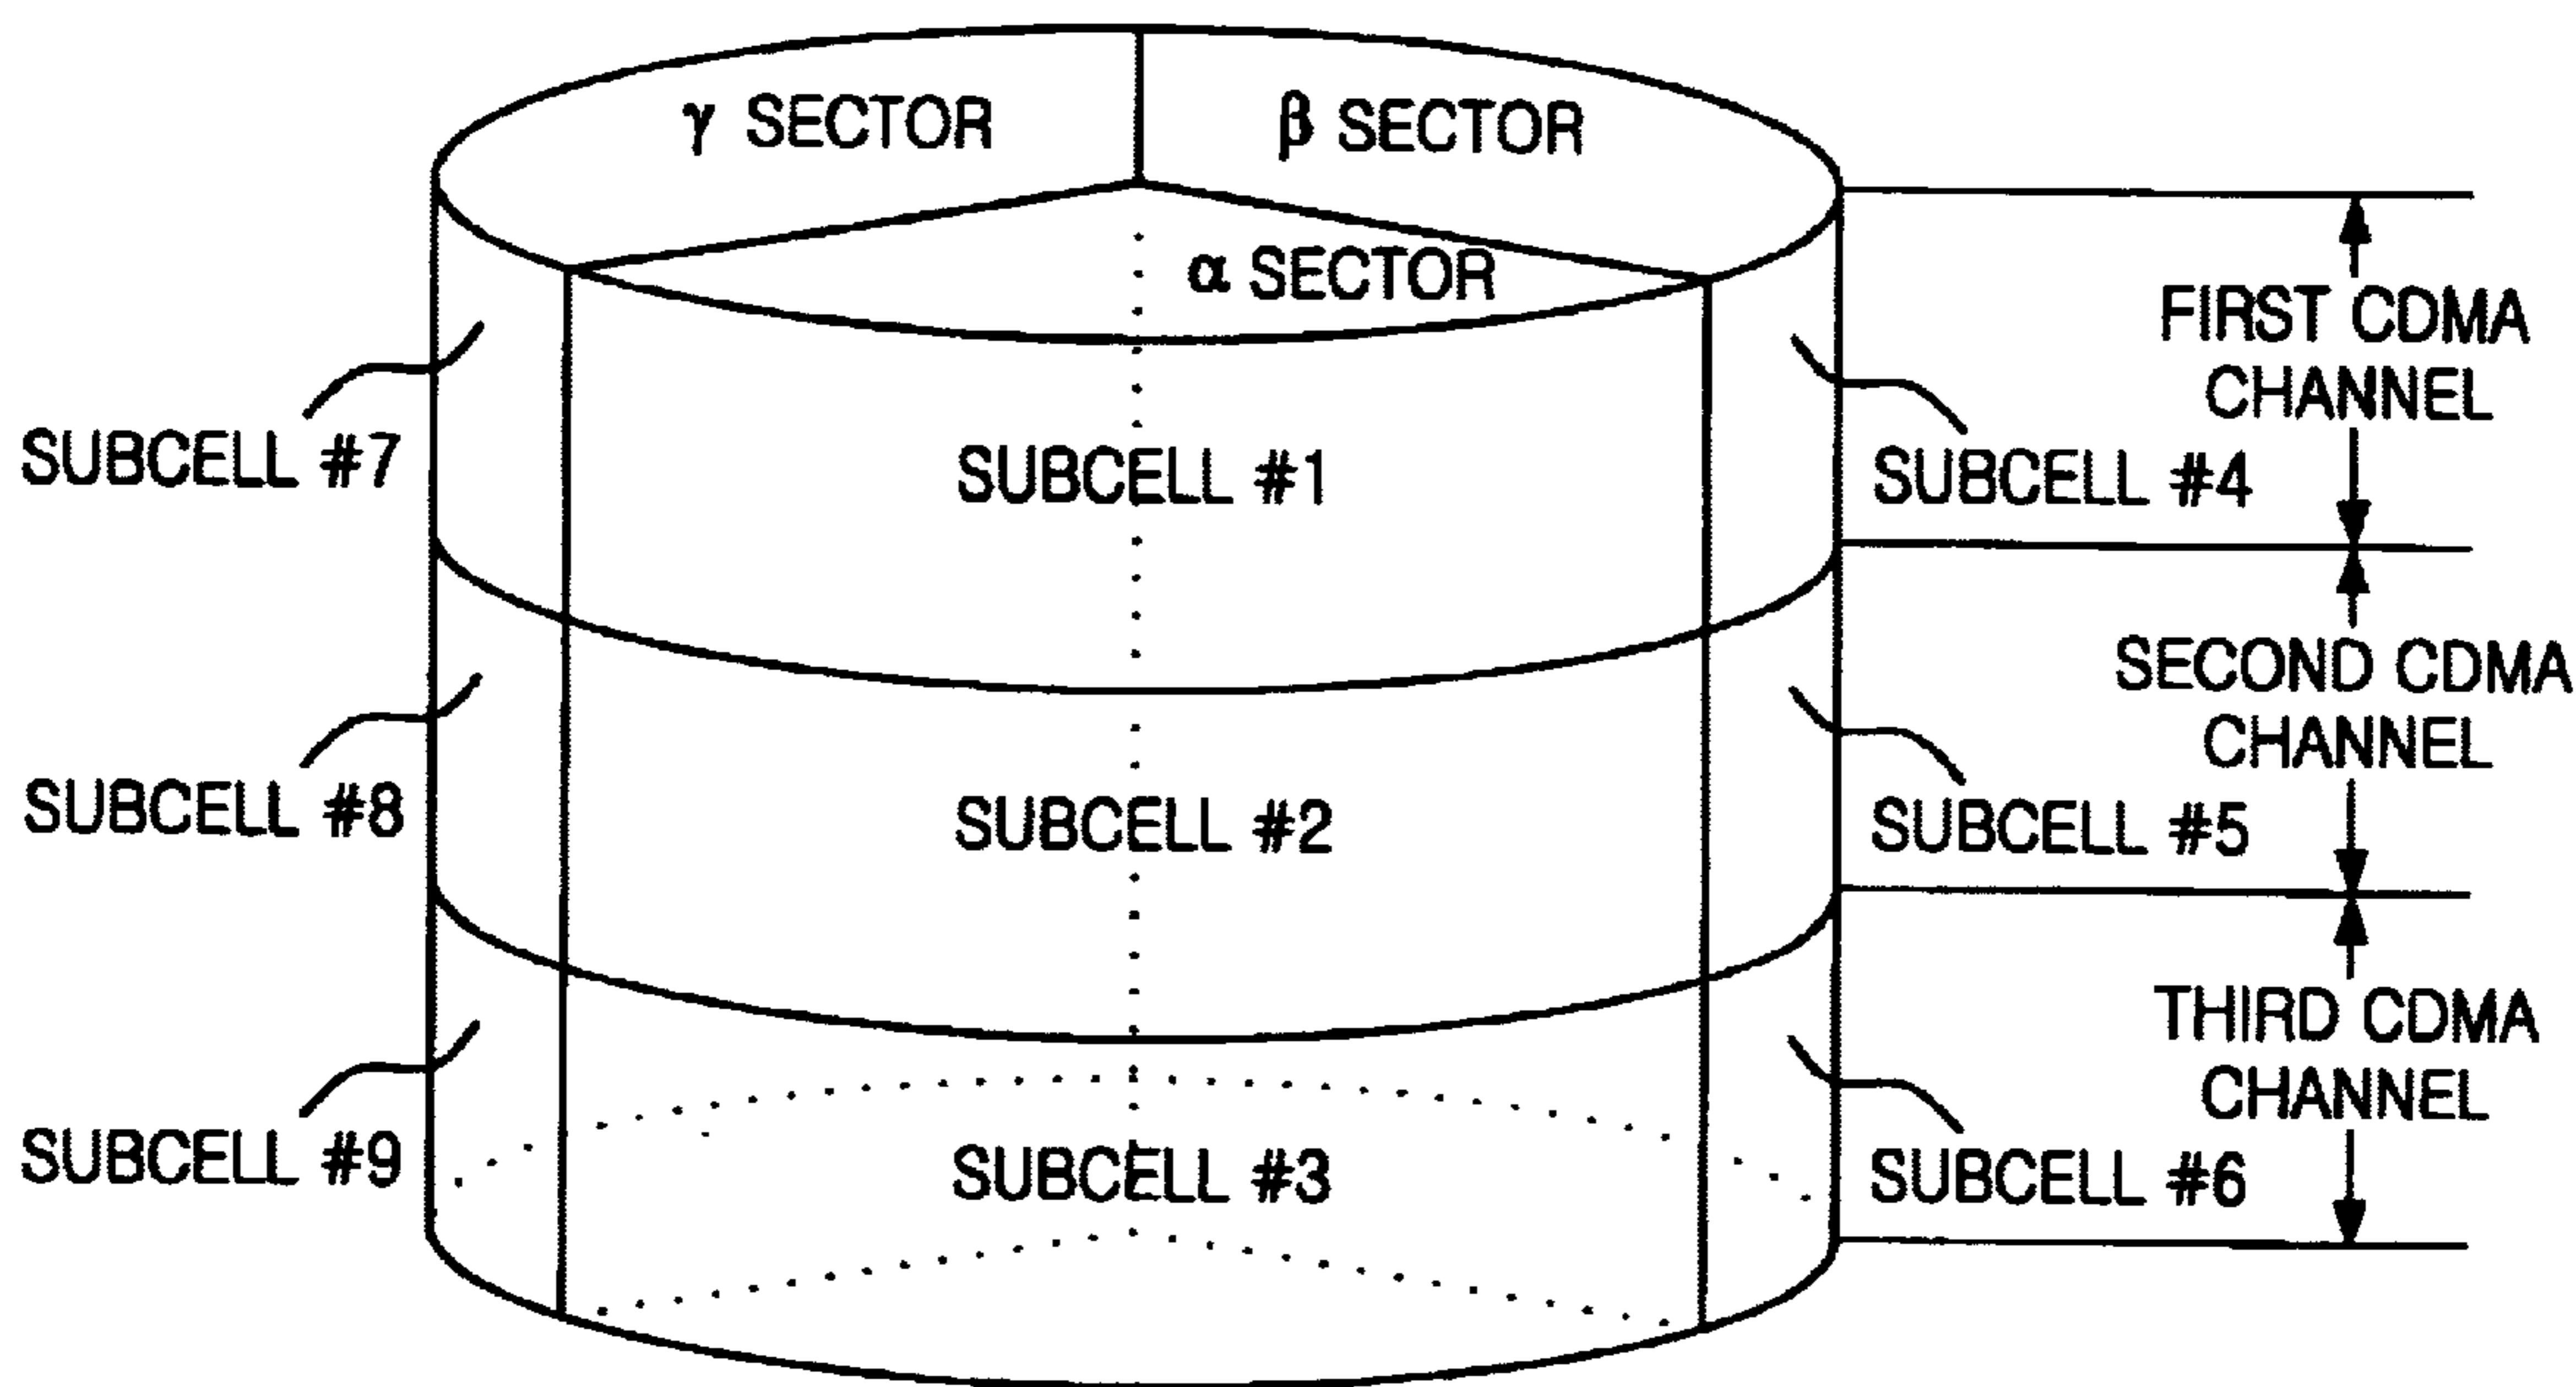 γ SECTOR
β SECTOR
α SECTOR
FIRST CDMA
CHANNEL
SUBCELL #7
SUBCELL #1
SUBCELL #4
SECOND CDMA
CHANNEL
SUBCELL #8
SUBCELL #2
SUBCELL #5
THIRD CDMA
CHANNEL
SUBCELL #9
SUBCELL #3
SUBCELL #6